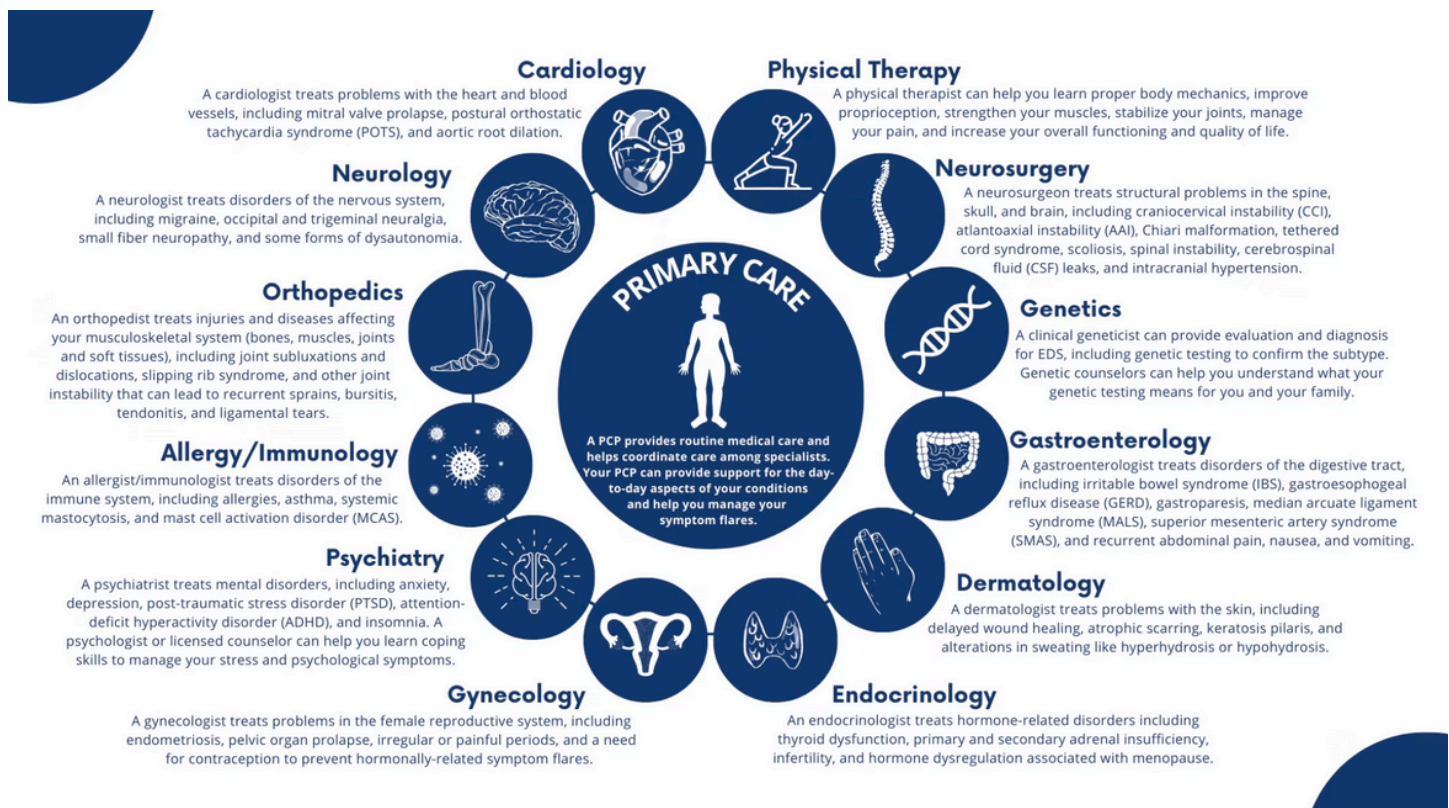 Cardiology
A cardiologist treats problems with the heart and blood
vessels, including mitral valve prolapse, postural orthostatic
tachycardia syndrome (POTS), and aortic root dilation.
Physical Therapy
A physical therapist can help you learn proper body mechanics, improve
proprioception, strengthen your muscles, stabilize your joints, manage
your pain, and increase your overall functioning and quality of life.
Neurology
A neurologist treats disorders of the nervous system,
including migraine, occipital and trigeminal neuralgia,
small fiber neuropathy, and some forms of dysautonomia.
Neurosurgery
A neurosurgeon treats structural problems in the spine,
skull, and brain, including craniocervical instability (CCI),
atlantoaxial instability (AAI), Chiari malformation, tethered
cord syndrome, scoliosis, spinal instability, cerebrospinal
fluid (CSF) leaks, and intracranial hypertension.
Orthopedics
An orthopedist treats injuries and diseases affecting
your musculoskeletal system (bones, muscles, joints
and soft tissues), including joint subluxations and
dislocations, slipping rib syndrome, and other joint
instability that can lead to recurrent sprains, bursitis,
tendonitis, and ligamental tears.
PRIMARY CARE
A PCP provides routine medical care and
helps coordinate care among specialists.
Your PCP can provide support for the day-
to-day aspects of your conditions
and help you manage your
symptom flares.
Genetics
A clinical geneticist can provide evaluation and diagnosis
for EDS, including genetic testing to confirm the subtype.
Genetic counselors can help you understand what your
genetic testing means for you and your family.
Allergy/Immunology
An allergist/immunologist treats disorders of the
immune system, including allergies, asthma, systemic
mastocytosis, and mast cell activation disorder (MCAS).
Gastroenterology
A gastroenterologist treats disorders of the digestive tract,
including irritable bowel syndrome (IBS), gastroesophogeal
reflux disease (GERD), gastroparesis, median arcuate ligament
syndrome (MALS), superior mesenteric artery syndrome
(SMAS), and recurrent abdominal pain, nausea, and vomiting.
Psychiatry
A psychiatrist treats mental disorders, including anxiety,
depression, post-traumatic stress disorder (PTSD), attention-
deficit hyperactivity disorder (ADHD), and insomnia. A
psychologist or licensed counselor can help you learn coping
skills to manage your stress and psychological symptoms.
Dermatology
A dermatologist treats problems with the skin, including
delayed wound healing, atrophic scarring, keratosis pilaris, and
alterations in sweating like hyperhydrosis or hypohydrosis.
Gynecology
A gynecologist treats problems in the female reproductive system, including
endometriosis, pelvic organ prolapse, irregular or painful periods, and a need
for contraception to prevent hormonally-related symptom flares.
Endocrinology
An endocrinologist treats hormone-related disorders including
thyroid dysfunction, primary and secondary adrenal insufficiency,
infertility, and hormone dysregulation associated with menopause.